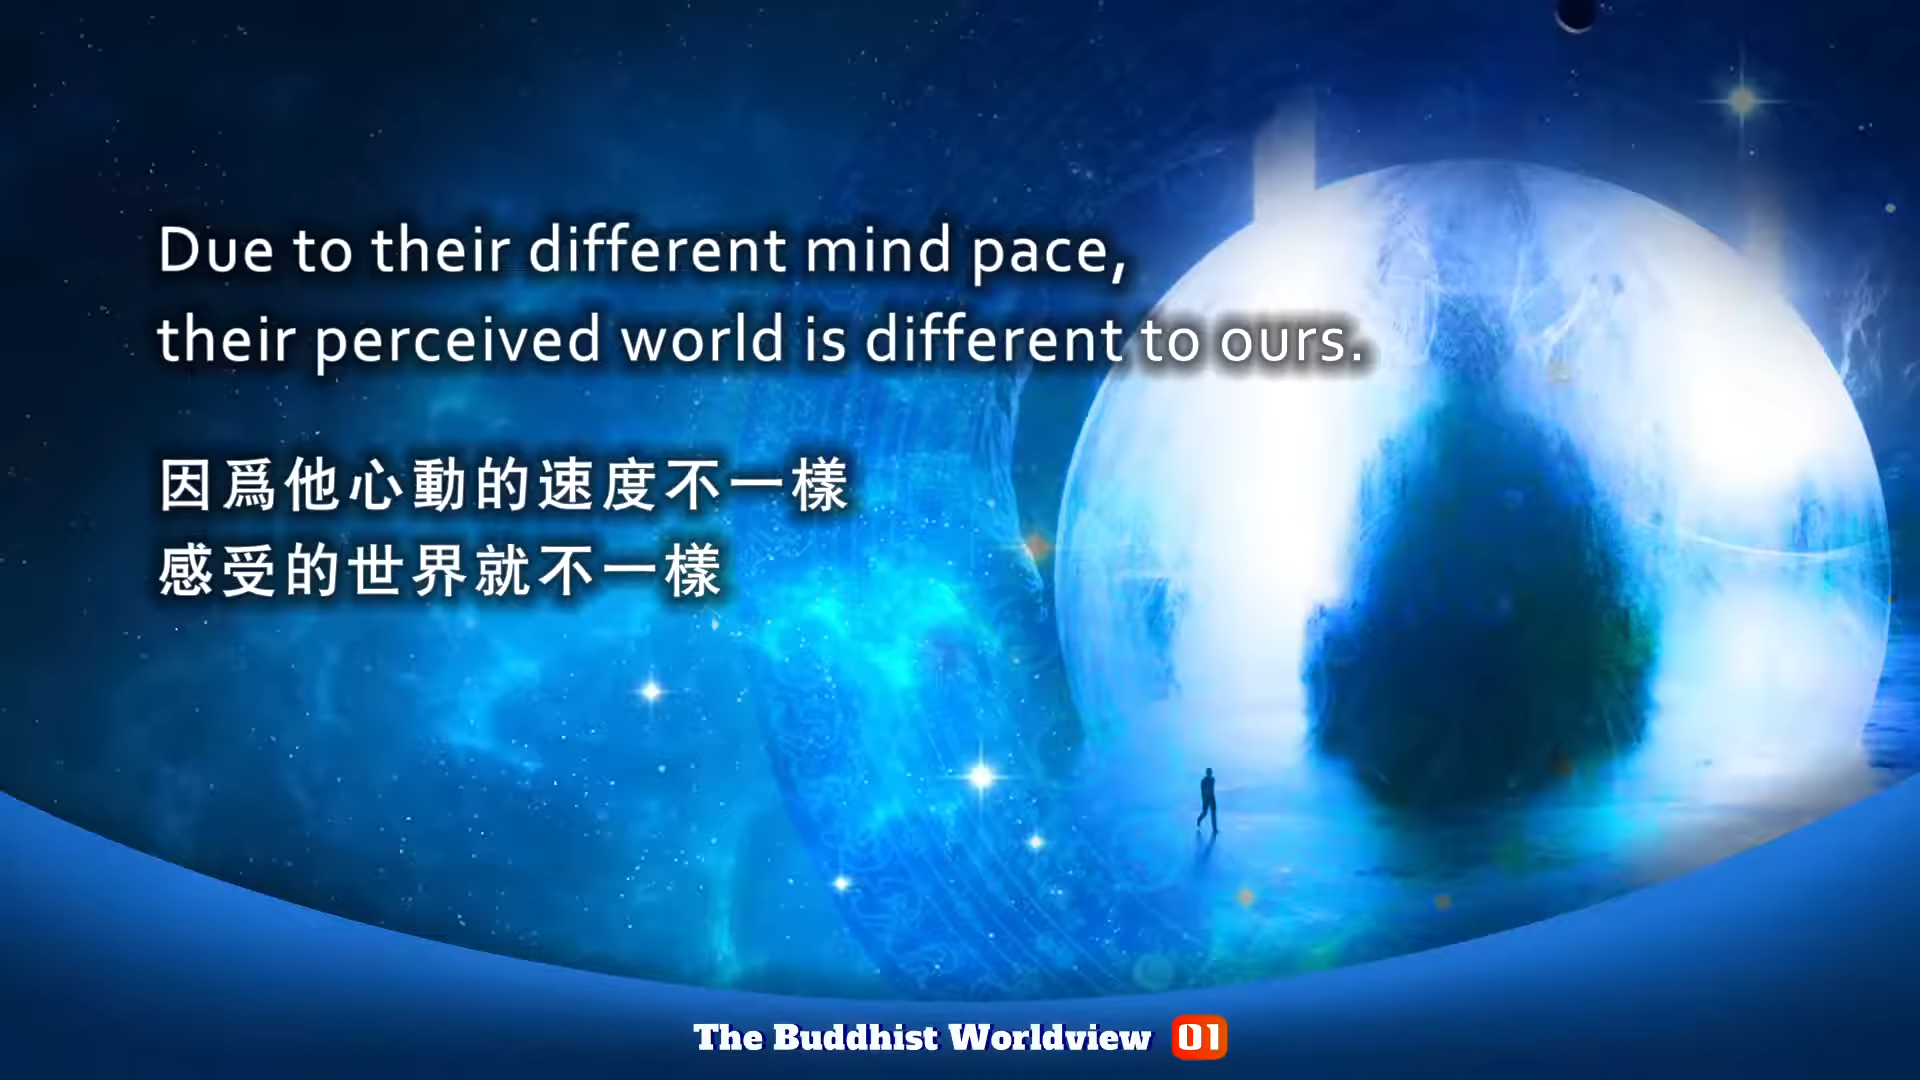 Due to their different mind pace,
their perceived world is different to ours.
因爲他心動的速度不一樣
感受的世界就不一樣
The Buddhist Worldview 01